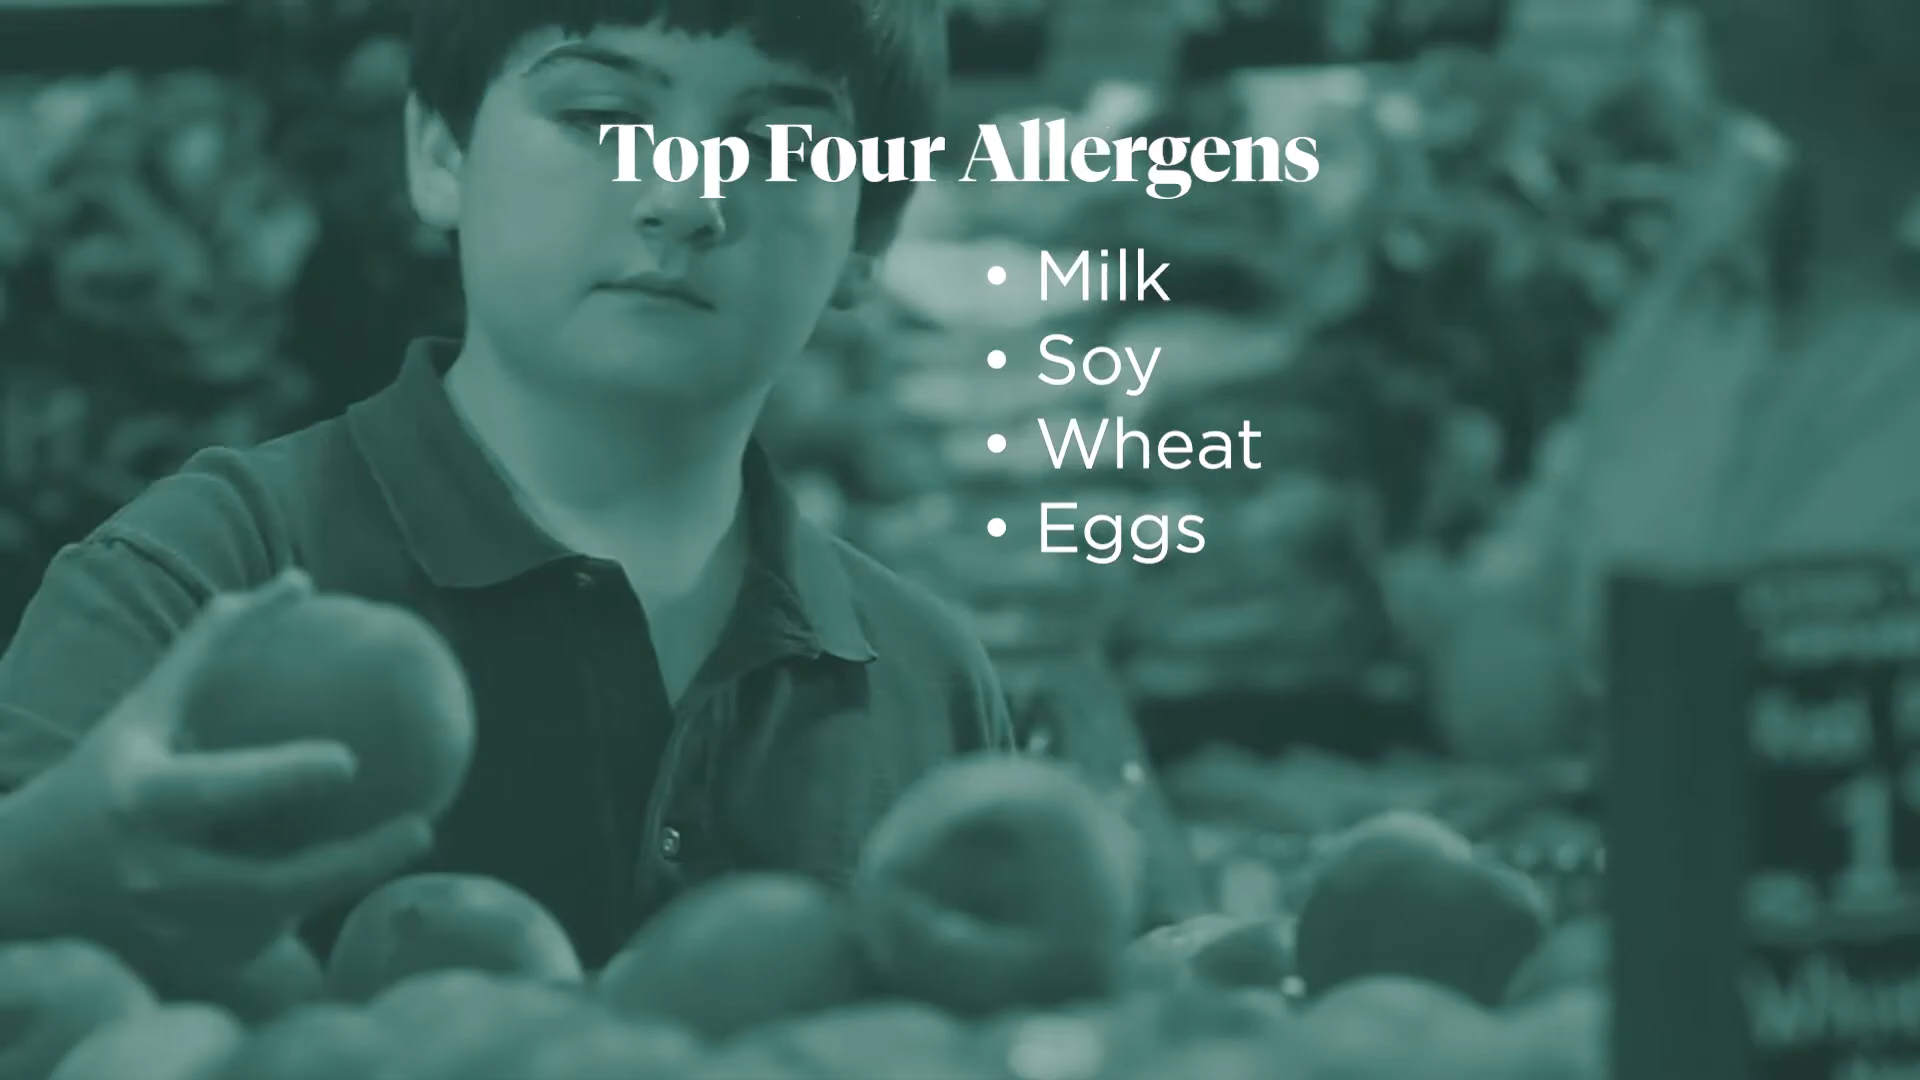 Top Four Allergens
• Milk
• Soy
• Wheat
• Eggs